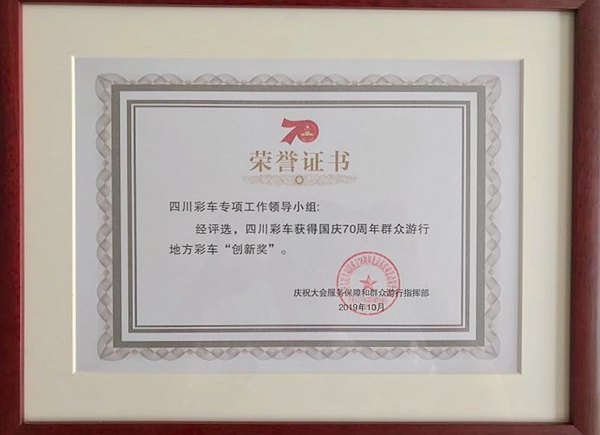 70
荣誉证书
四川彩车专项工作领导小组:
经评选，四川彩车获得国庆70周年群众游行
地方彩车“创新奖”。
庆祝大会服务保障和群众游行指挥部
2019年10月